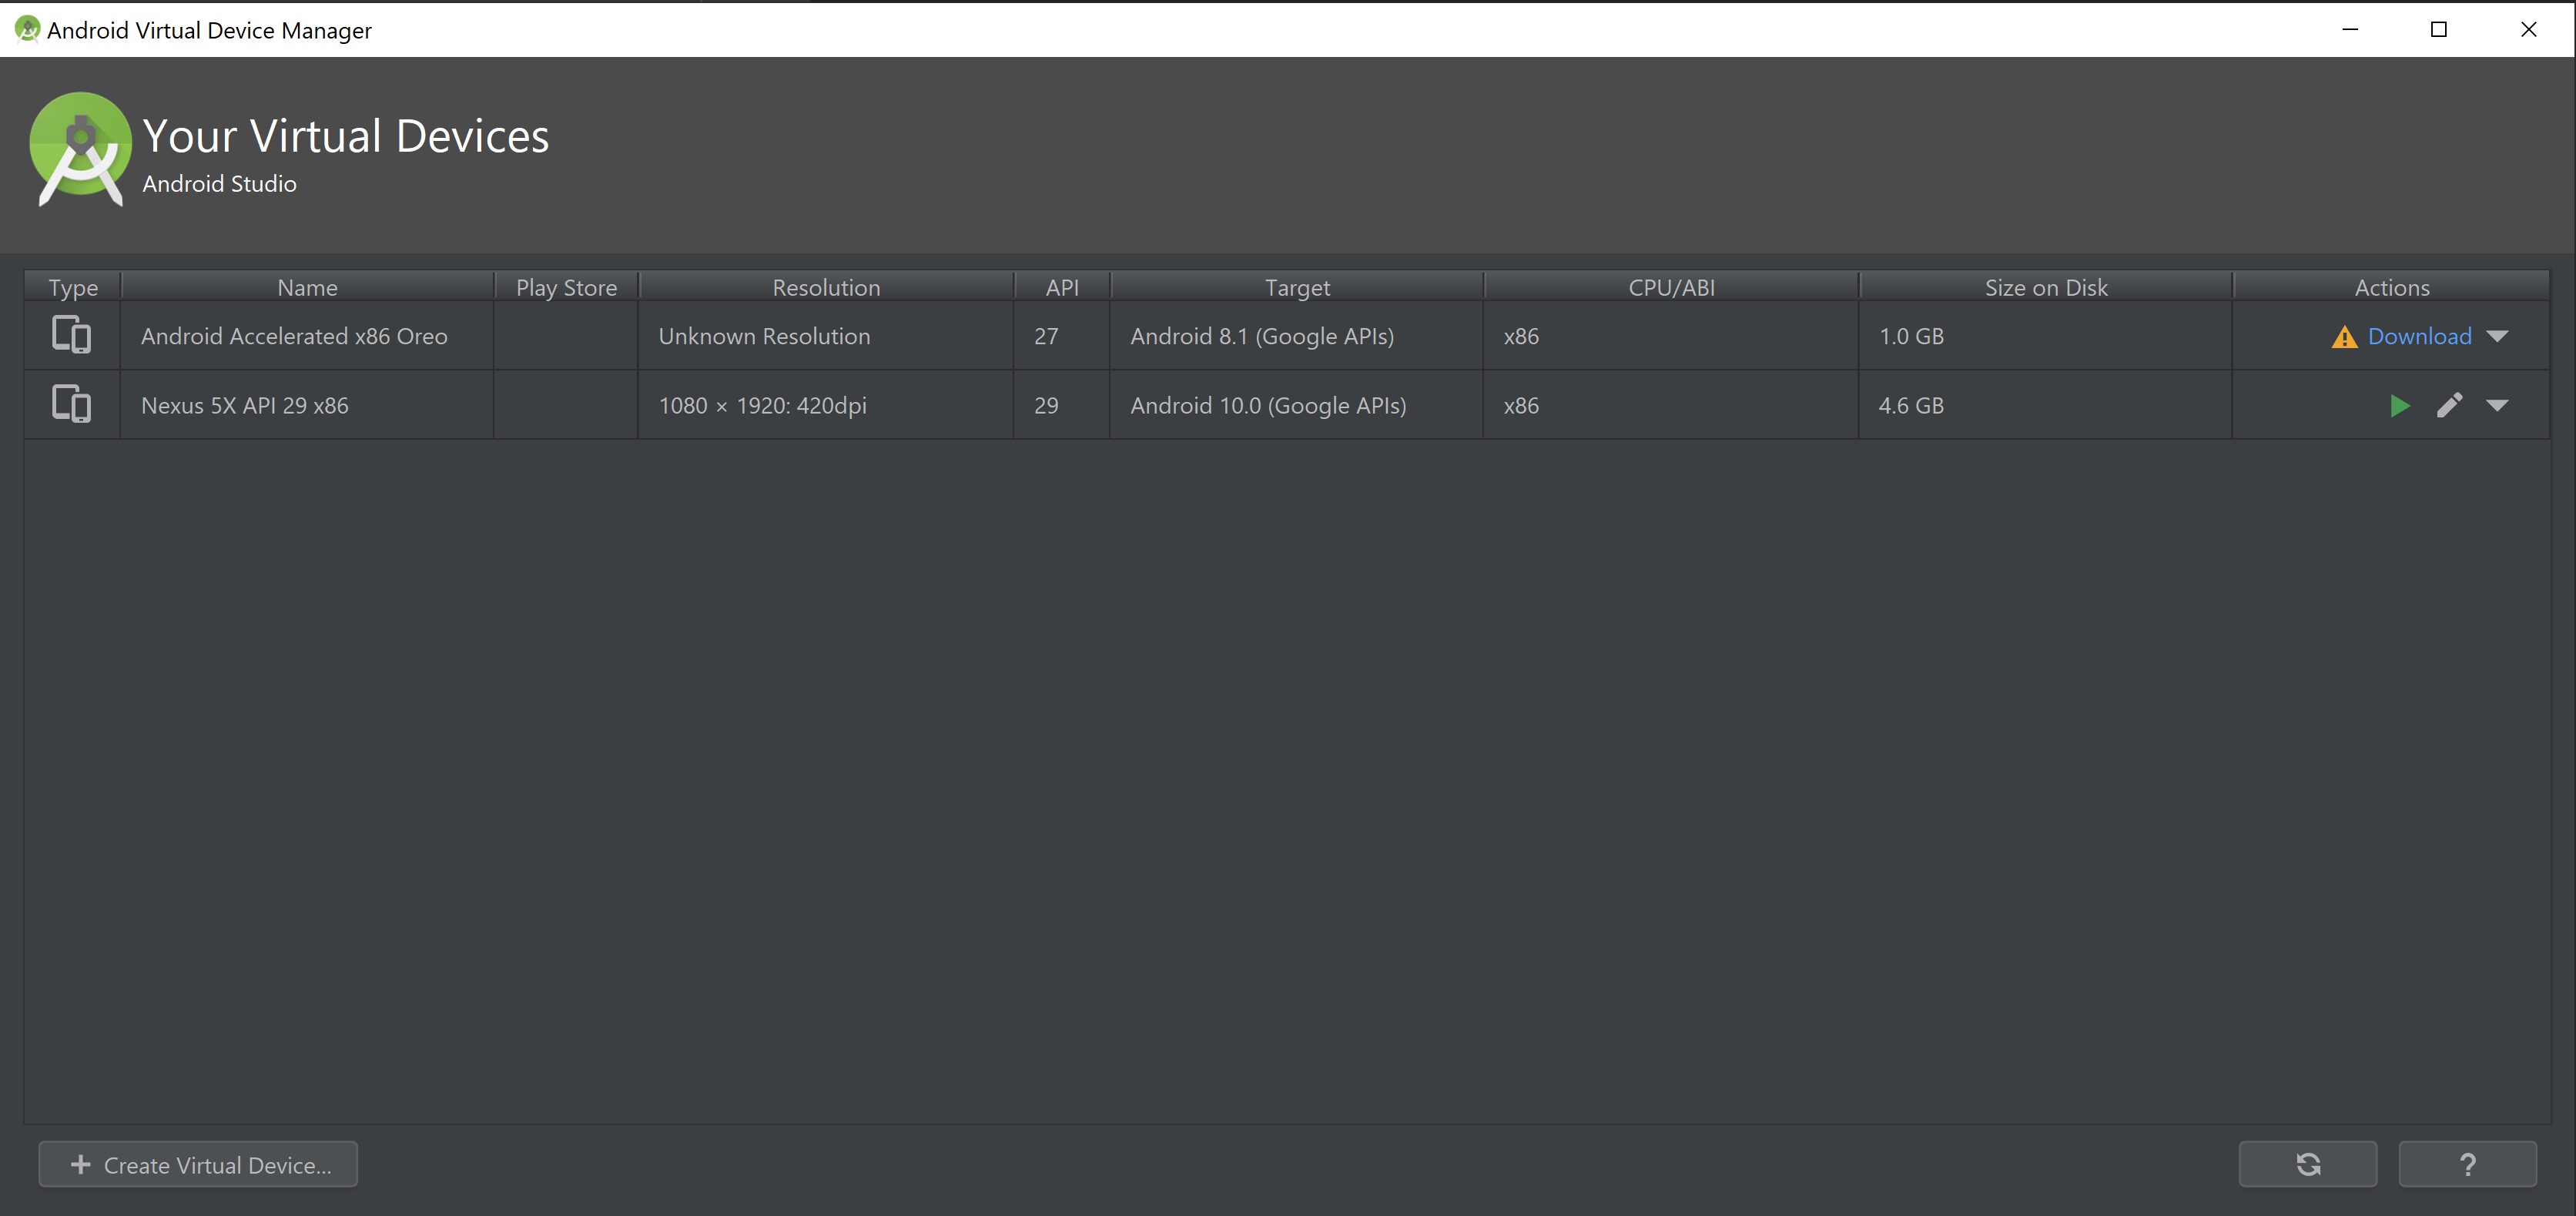 Android Virtual Device Manager
Your Virtual Devices
Android Studio
Type Name Play Store Resolution API Target CPU/ABI Size on Disk Actions
Android Accelerated x86 Oreo Unknown Resolution 27 Android 8.1 (Google APIs) x86 1.0 GB Download
Nexus 5X API 29 x86 1080 × 1920: 420dpi 29 Android 10.0 (Google APIs) x86 4.6 GB
+ Create Virtual Device... ?